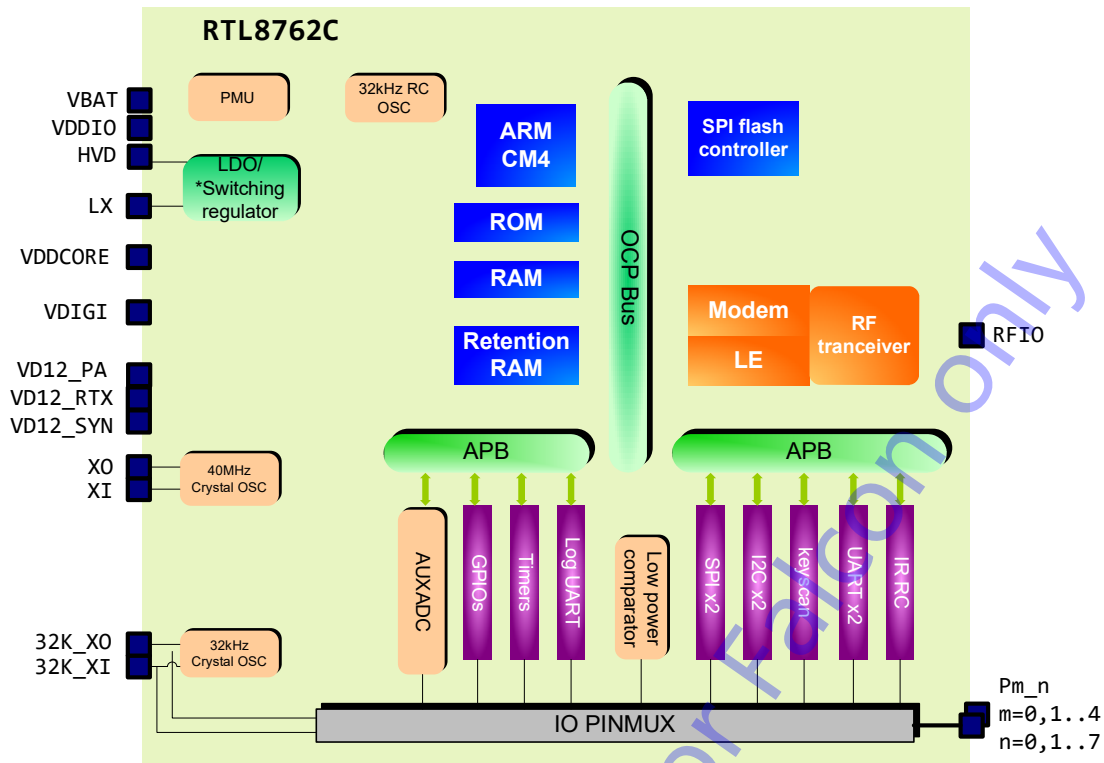 RTL8762C
VBAT
VDDIO
HVD
LX
VDDCORE
VDIGI
VD12_PA
VD12_RTX
VD12_SYN
XO
XI
32K_XO
32K_XI
PMU
32kHz RC
OSC
LDO/
*Switching
regulator
ARM
CM4
ROM
RAM
Retention
RAM
OCP Bus
SPI flash
controller
Modem
LE
RF
tranceiver
RFIO
APB
APB
40MHz
Crystal OSC
32kHz
Crystal OSC
AUXADC
GPIOs
Timers
Log UART
Low power
comparator
SPI x2
I2C x2
keyscan
UART x2
IR RC
IO PINMUX
Pm_n
m=0,1..4
n=0,1..7
or Falcon only